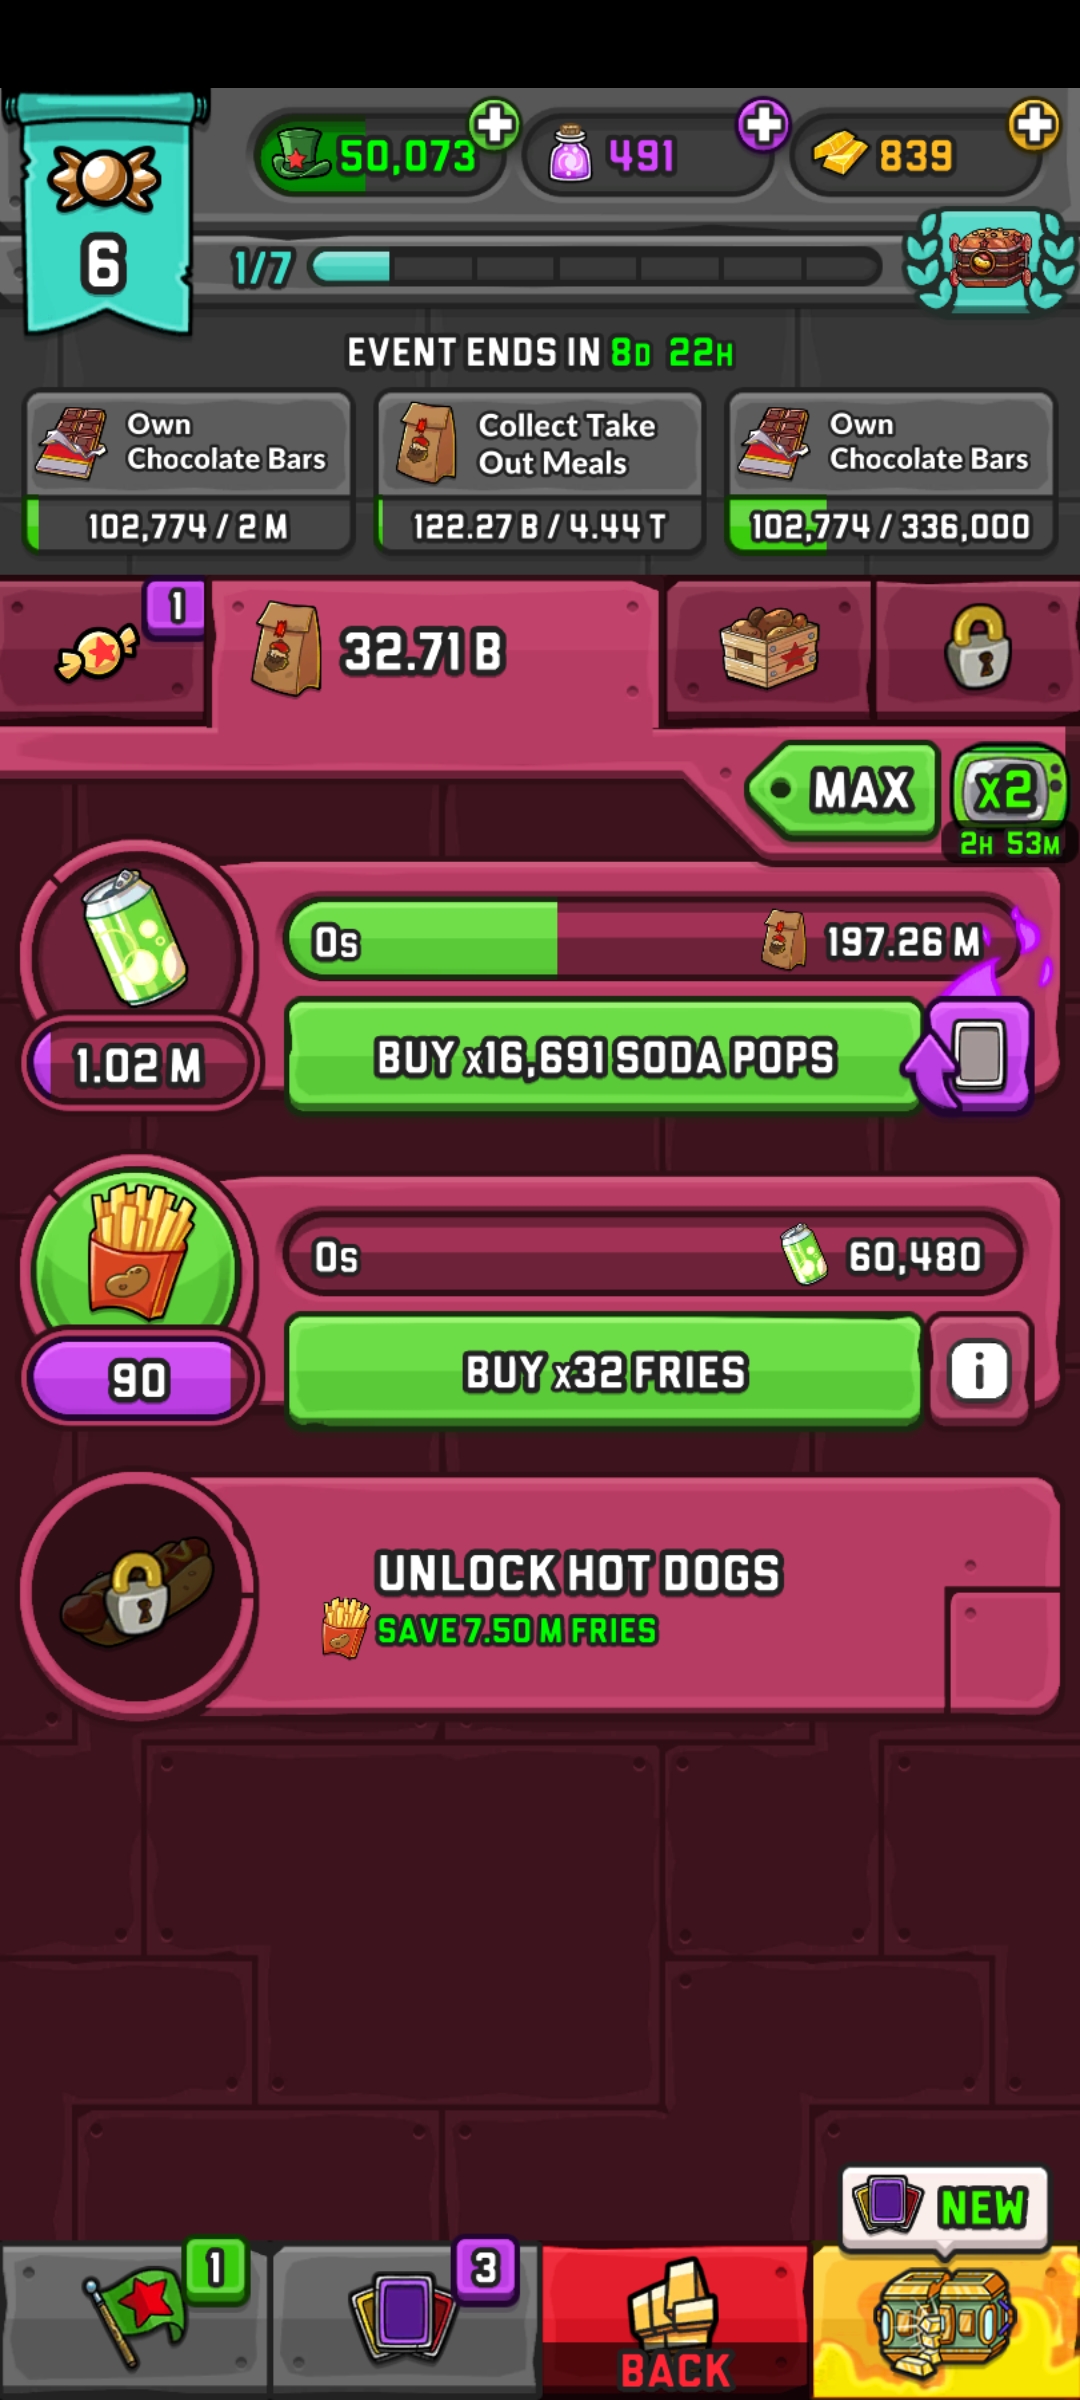 50,073
491
839
6
1/7
EVENT ENDS IN 8D 22H
Own
Chocolate Bars
102,774 / 2 M
Collect Take
Out Meals
122.27 B / 4.44 T
Own
Chocolate Bars
102,774 / 336,000
1
32.71 B
MAX
x2
2H 53M
0s
197.26 M
1.02 M
BUY x16,691 SODA POPS
0s
60,480
90
BUY x32 FRIES
i
UNLOCK HOT DOGS
SAVE 7.50 M FRIES
NEW
1
3
BACK